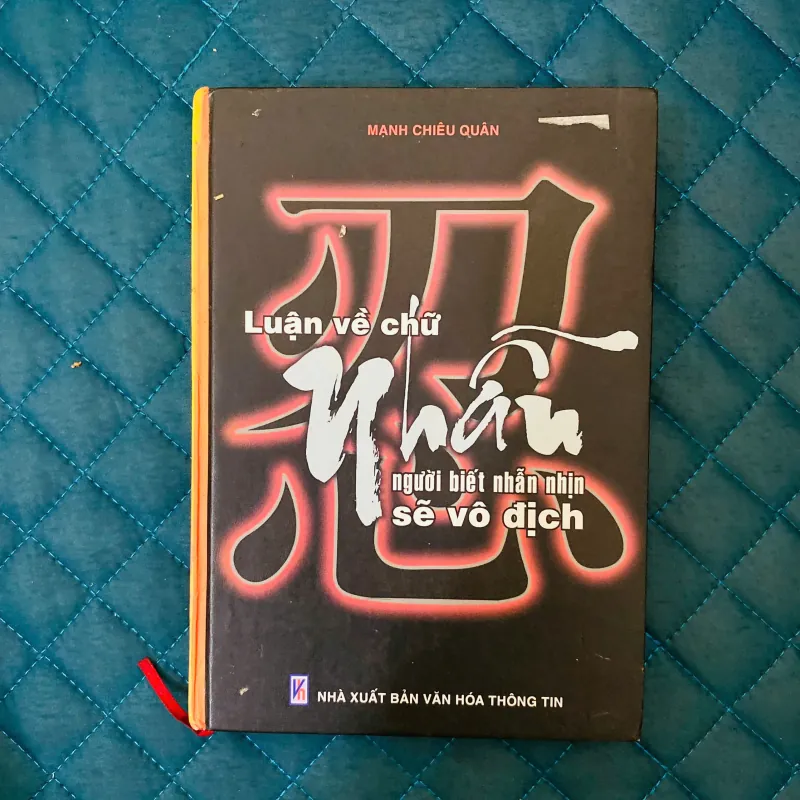 MẠNH CHIÊU QUÂN
忍
Luận về chữ
Nhẫn
người biết nhẫn nhịn
sẽ vô địch
Vn
NHÀ XUẤT BẢN VĂN HÓA THÔNG TIN